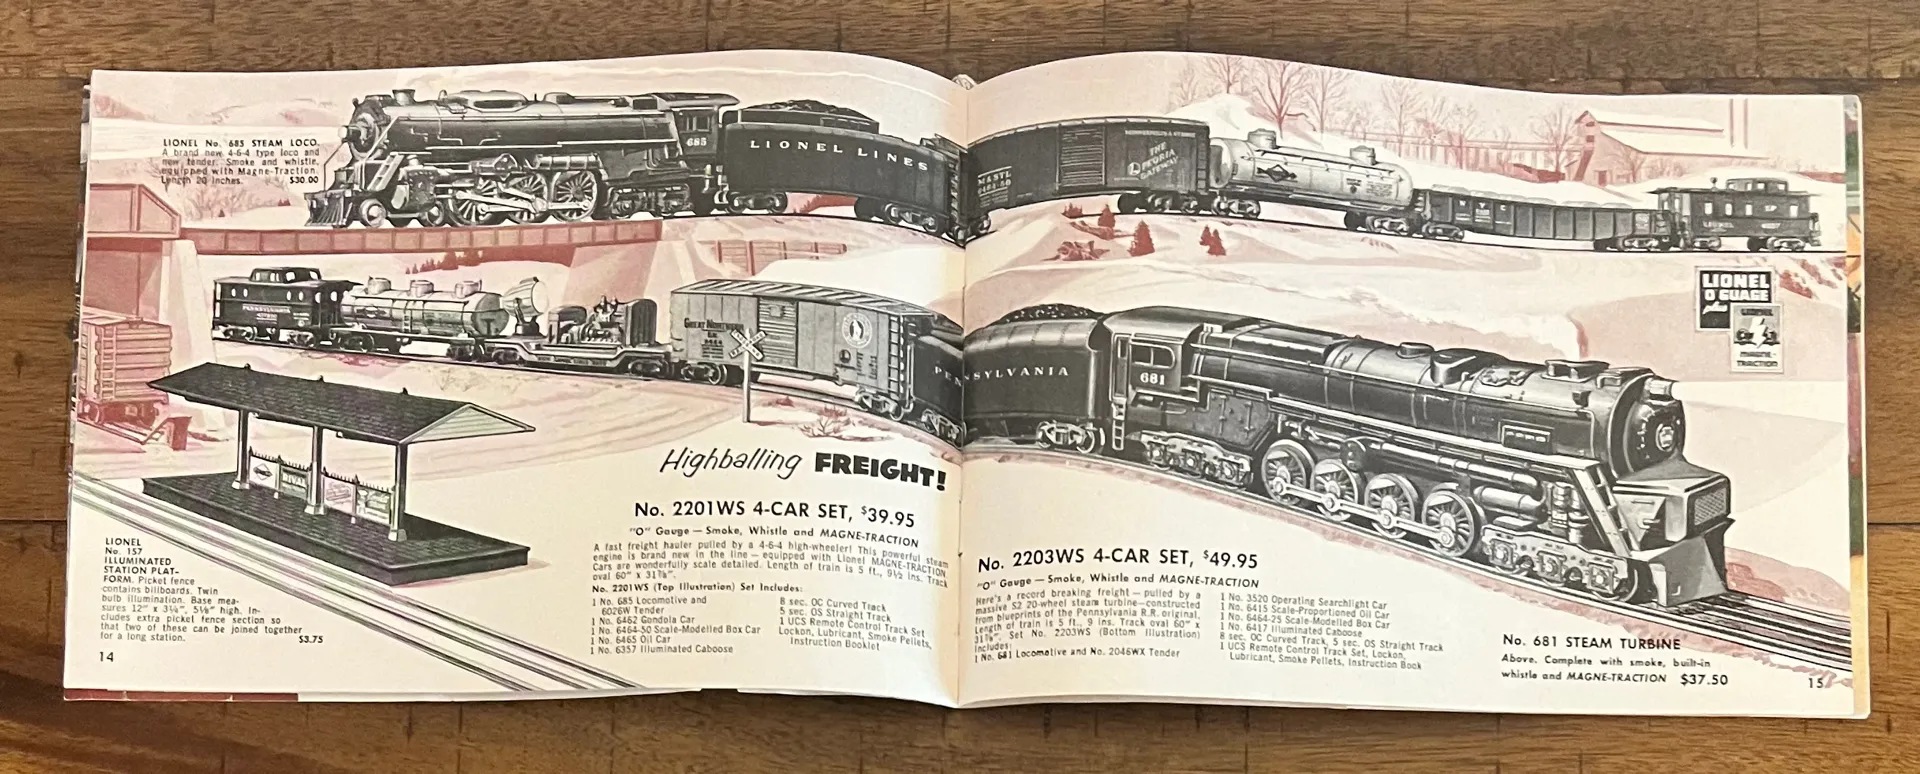 LIONEL No. 685 STEAM LOCO.
A brand new 4-6-4 type loco and
new tender. Smoke and whistle,
equipped with Magne-Traction.
Length 20 inches. $30.00
685
LIONEL LINES
M & STL
2464-50
THE
PEORIA
GATEWAY
N Y C
SP
LIONEL
6357
LIONEL
"O" GUAGE
plus
MAGNE-
TRACTION
PENNSYLVANIA
GREAT NORTHERN
RIVAL
PENNSYLVANIA
681
Highballing FREIGHT!
No. 2201WS 4-CAR SET, $39.95
"O" Gauge — Smoke, Whistle and MAGNE-TRACTION
A fast freight hauler pulled by a 4-6-4 high-wheeler! This powerful steam
engine is brand new in the line — equipped with Lionel MAGNE-TRACTION.
Cars are wonderfully scale detailed. Length of train is 5 ft., 9½ ins. Track
oval 60" x 31⅞".
No. 2201WS (Top Illustration) Set Includes:
1 No. 685 Locomotive and
6026W Tender
1 No. 6462 Gondola Car
1 No. 6464-50 Scale-Modelled Box Car
1 No. 6465 Oil Car
1 No. 6357 Illuminated Caboose
8 sec. OC Curved Track
5 sec. OS Straight Track
1 UCS Remote Control Track Set,
Lockon, Lubricant, Smoke Pellets,
Instruction Booklet
LIONEL
No. 157
ILLUMINATED
STATION PLAT-
FORM. Picket fence
contains billboards. Twin
bulb illumination. Base mea-
sures 12" x 3¼", 5⅛" high. In-
cludes extra picket fence section so
that two of these can be joined together
for a long station. $3.75
14
No. 2203WS 4-CAR SET, $49.95
"O" Gauge — Smoke, Whistle and MAGNE-TRACTION
Here's a record breaking freight — pulled by a
massive S2 20-wheel steam turbine—constructed
from blueprints of the Pennsylvania R.R. original.
Length of train is 5 ft., 9 ins. Track oval 60" x
31⅞". Set No. 2203WS (Bottom Illustration)
Includes:
1 No. 681 Locomotive and No. 2046WX Tender
1 No. 3520 Operating Searchlight Car
1 No. 6415 Scale-Proportioned Oil Car
1 No. 6464-25 Scale-Modelled Box Car
1 No. 6417 Illuminated Caboose
8 sec. OC Curved Track, 5 sec. OS Straight Track
1 UCS Remote Control Track Set, Lockon,
Lubricant, Smoke Pellets, Instruction Book
No. 681 STEAM TURBINE
Above. Complete with smoke, built-in
whistle and MAGNE-TRACTION $37.50
15